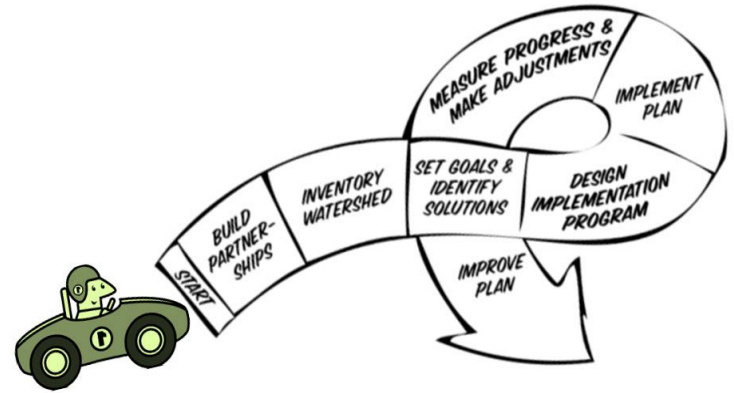 START
BUILD
PARTNER-
SHIPS
INVENTORY
WATERSHED
SET GOALS &
IDENTIFY
SOLUTIONS
DESIGN
IMPLEMENTATION
PROGRAM
IMPLEMENT
PLAN
MEASURE PROGRESS &
MAKE ADJUSTMENTS
IMPROVE
PLAN
1